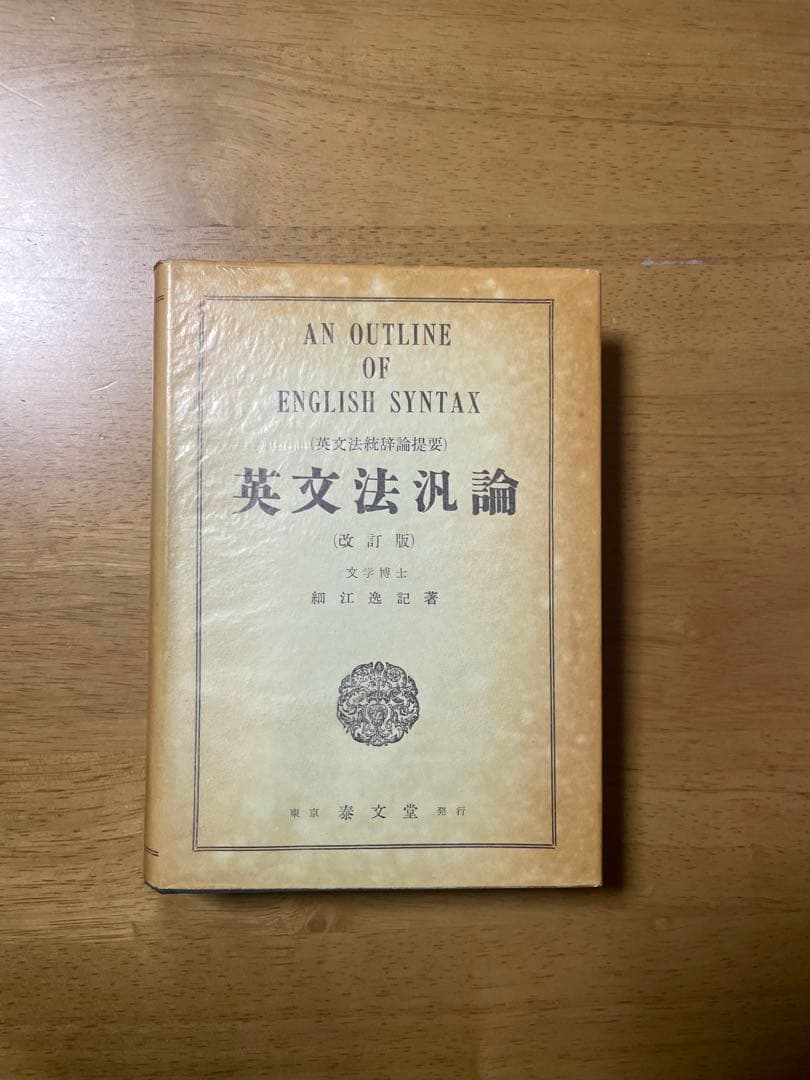 AN OUTLINE
OF
ENGLISH SYNTAX
(英文法統辞論提要)
英文法汎論
(改訂版)
文学博士
細江逸記著
東京 泰文堂 発行